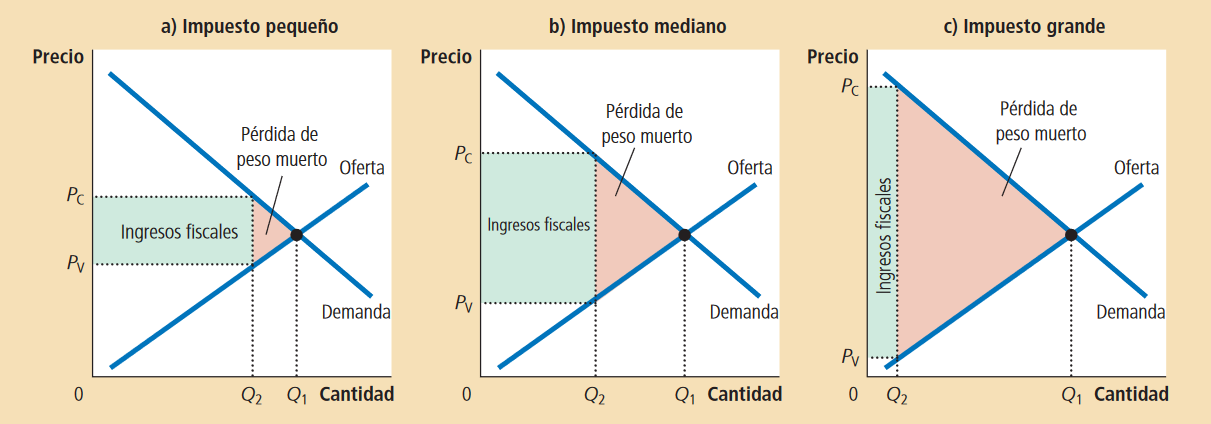 a) Impuesto pequeño
Precio
Pérdida de
peso muerto
Oferta
PC
Ingresos fiscales
PV
Demanda
0
Q2
Q1
Cantidad
b) Impuesto mediano
Precio
Pérdida de
peso muerto
PC
Oferta
Ingresos fiscales
PV
Demanda
0
Q2
Q1
Cantidad
c) Impuesto grande
Precio
PC
Pérdida de
peso muerto
Oferta
Ingresos fiscales
Demanda
PV
0
Q2
Q1
Cantidad